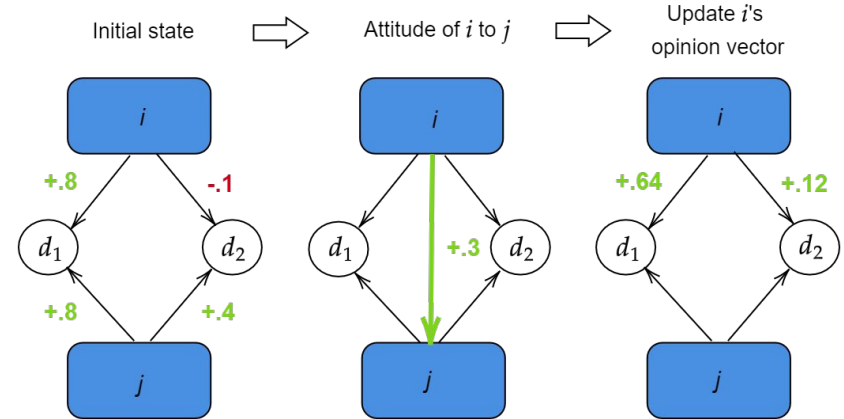 Initial state
Attitude of i to j
Update i's
opinion vector
i
i
i
+.8
-.1
+.64
+.12
d₁
d₂
d₁
+.3
d₂
d₁
d₂
+.8
+.4
j
j
j